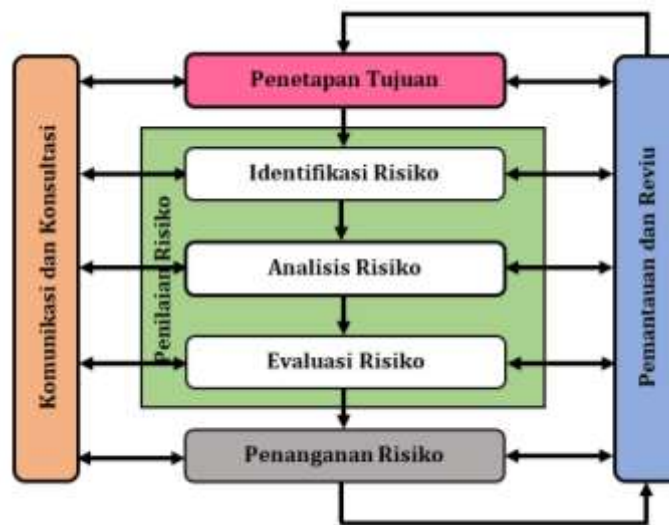 Penetapan Tujuan
Komunikasi dan Konsultasi
Penilaian Risiko
Identifikasi Risiko
Analisis Risiko
Evaluasi Risiko
Penanganan Risiko
Pemantauan dan Reviu